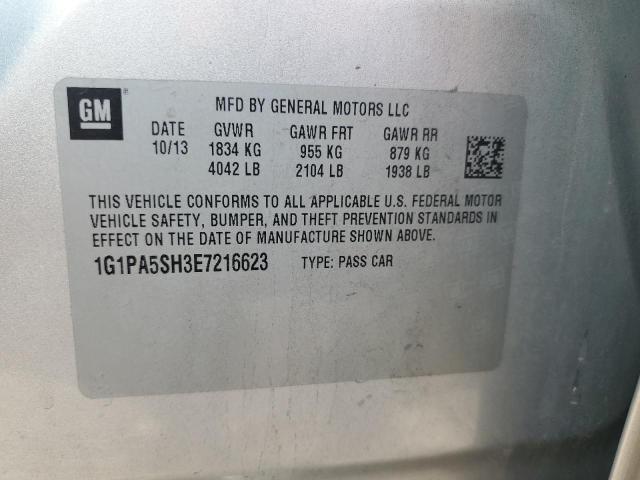 GM ®
MFD BY GENERAL MOTORS LLC
DATE GVWR GAWR FRT GAWR RR
10/13 1834 KG 955 KG 879 KG
4042 LB 2104 LB 1938 LB
THIS VEHICLE CONFORMS TO ALL APPLICABLE U.S. FEDERAL MOTOR
VEHICLE SAFETY, BUMPER, AND THEFT PREVENTION STANDARDS IN
EFFECT ON THE DATE OF MANUFACTURE SHOWN ABOVE.
1G1PA5SH3E7216623 TYPE: PASS CAR